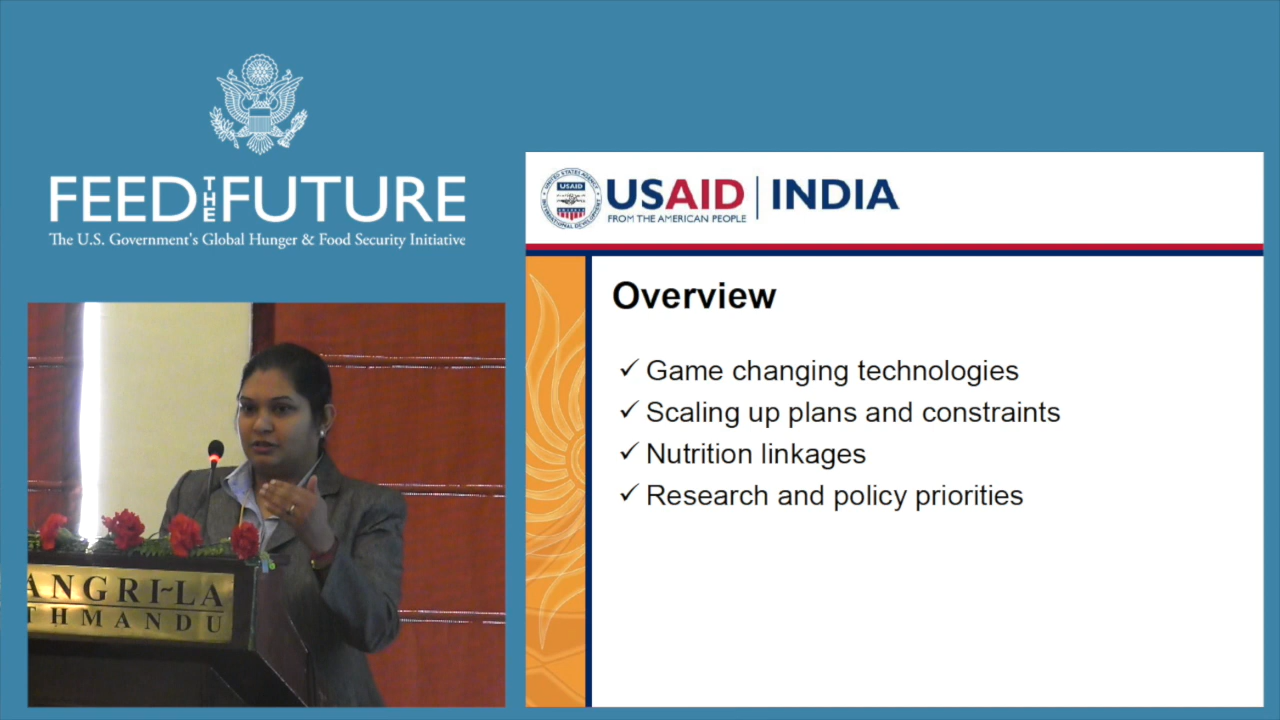 FEED THE FUTURE
The U.S. Government's Global Hunger & Food Security Initiative
USAID
USAID | INDIA
FROM THE AMERICAN PEOPLE
Overview
✓ Game changing technologies
✓ Scaling up plans and constraints
✓ Nutrition linkages
✓ Research and policy priorities
ANGRI~LA
THMANDU